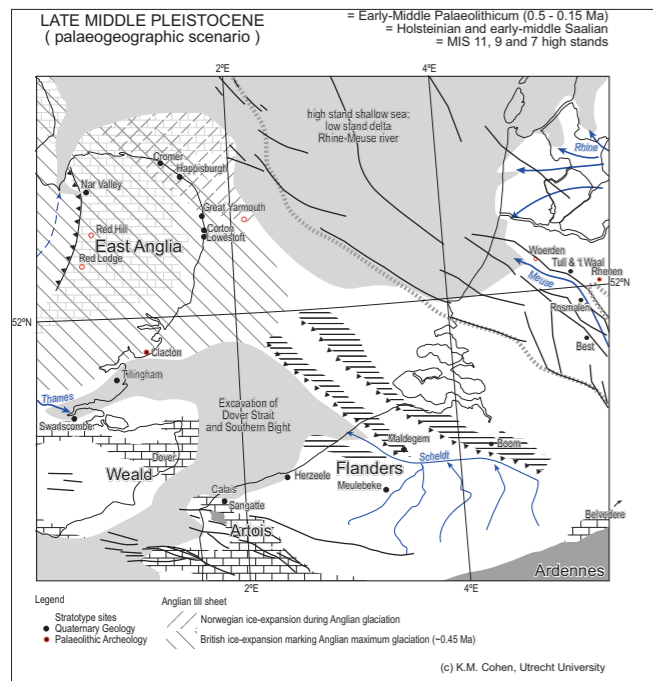 LATE MIDDLE PLEISTOCENE
( palaeogeographic scenario )
= Early-Middle Palaeolithicum (0.5 - 0.15 Ma)
= Holsteinian and early-middle Saalian
= MIS 11, 9 and 7 high stands
2°E
4°E
high stand shallow sea;
low stand delta
Rhine-Meuse river
Rhine
Cromer
Happisburgh
Nar Valley
Great Yarmouth
Red Hill
Corton
Lowestoft
East Anglia
Red Lodge
Woerden
Tull & 't Waal
Rhenen
Meuse
52°N
Rosmalen
52°N
Best
Clacton
Tillingham
Thames
Excavation of
Dover Strait
and Southern Bight
Swanscombe
Maldegem
Boom
Dover
Scheldt
Weald
Flanders
Herzeele
Meulebeke
Calais
Sangatte
Belvedere
Artois
Ardennes
2°E
4°E
Legend
Anglian till sheet
Stratotype sites
Quaternary Geology
Palaeolithic Archeology
Norwegian ice-expansion during Anglian glaciation
British ice-expansion marking Anglian maximum glaciation (~0.45 Ma)
(c) K.M. Cohen, Utrecht University